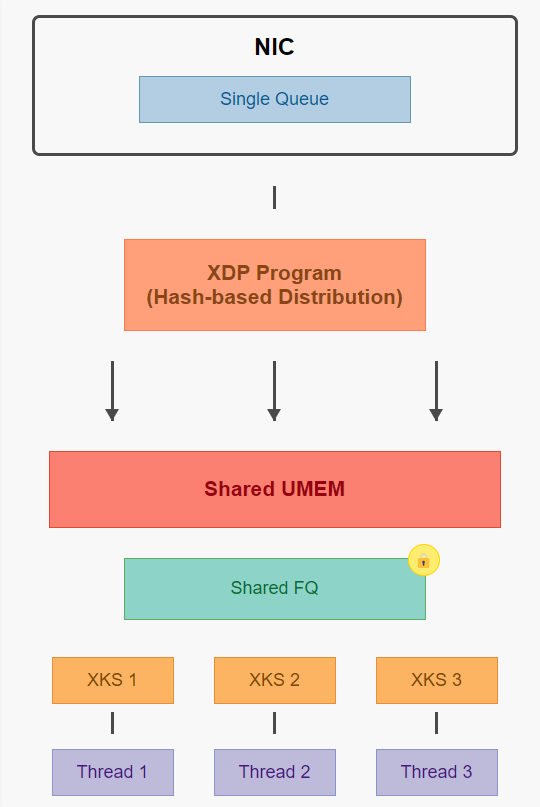 NIC
Single Queue
XDP Program
(Hash-based Distribution)
Shared UMEM
Shared FQ
XKS 1
XKS 2
XKS 3
Thread 1
Thread 2
Thread 3